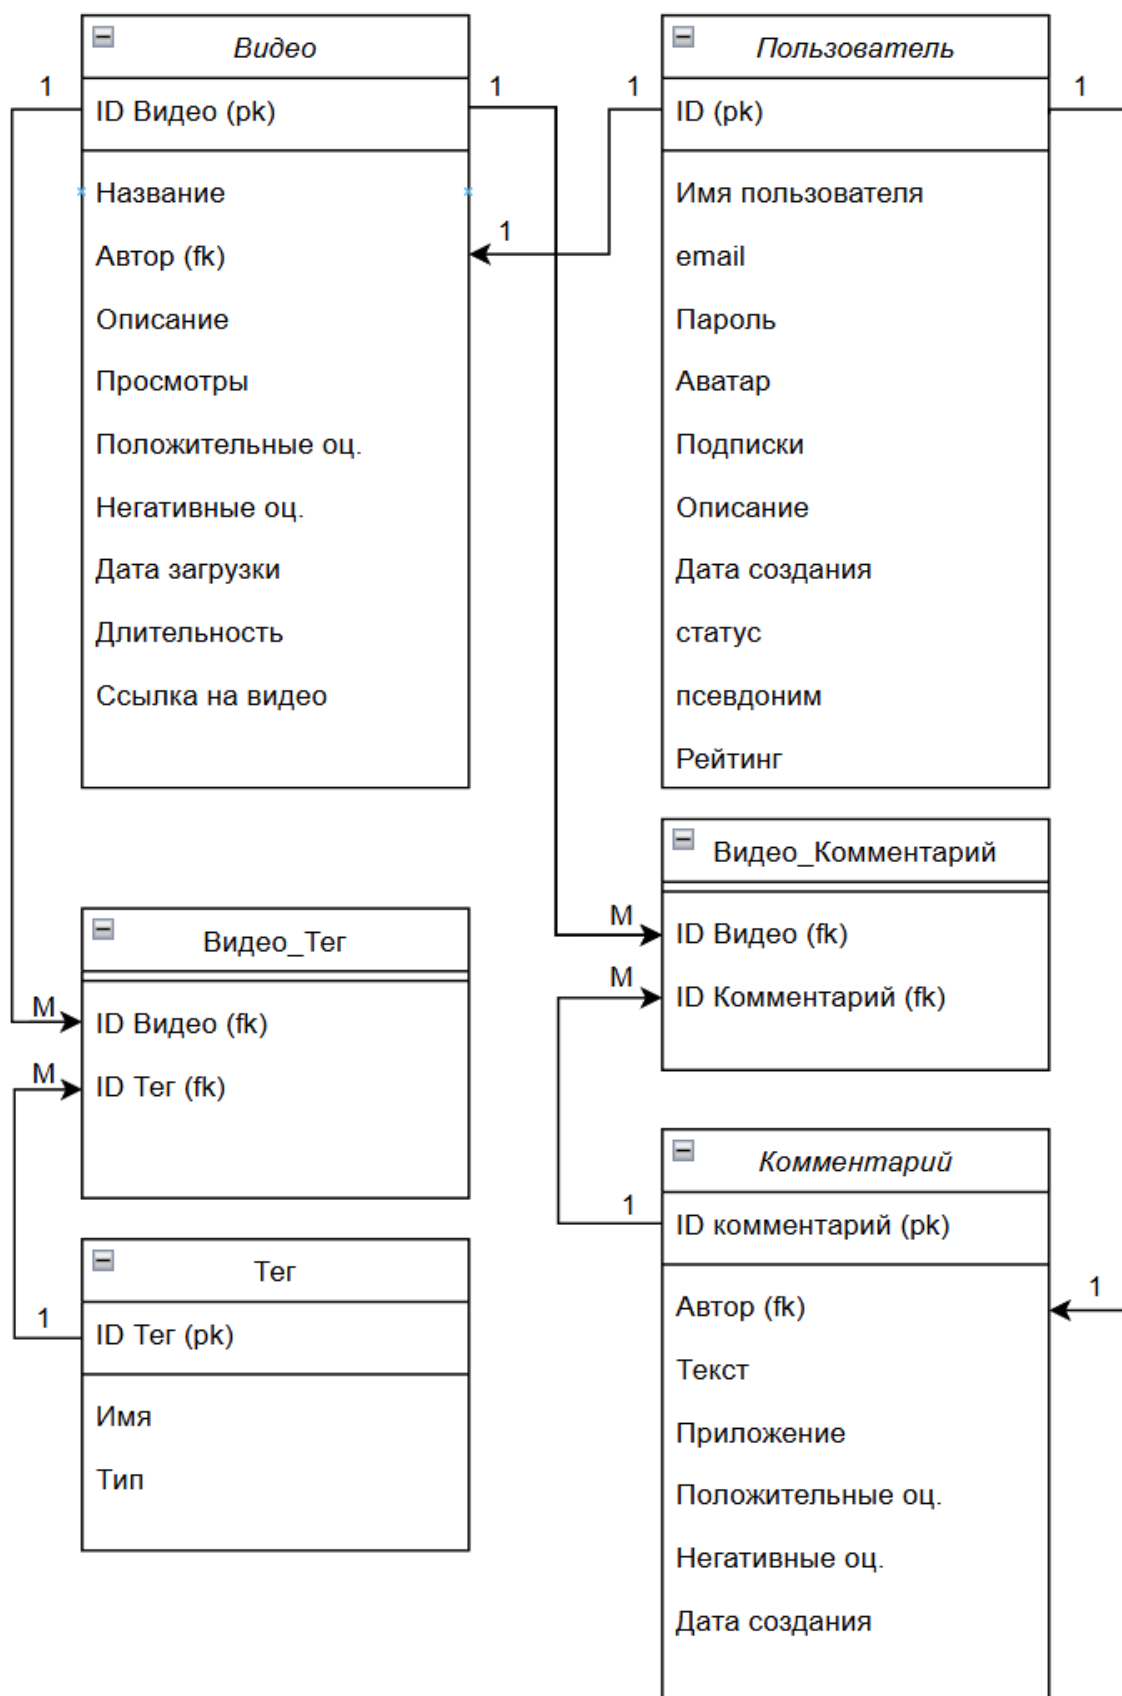 Видео
1
1
ID Видео (pk)
Название
Автор (fk)
Описание
Просмотры
Положительные оц.
Негативные оц.
Дата загрузки
Длительность
Ссылка на видео
Пользователь
1
1
ID (pk)
1
Имя пользователя
email
Пароль
Аватар
Подписки
Описание
Дата создания
статус
псевдоним
Рейтинг
Видео_Тег
M
ID Видео (fk)
M
ID Тег (fk)
Тег
1
ID Тег (pk)
Имя
Тип
Видео_Комментарий
M
ID Видео (fk)
M
ID Комментарий (fk)
Комментарий
1
ID комментарий (pk)
1
Автор (fk)
Текст
Приложение
Положительные оц.
Негативные оц.
Дата создания